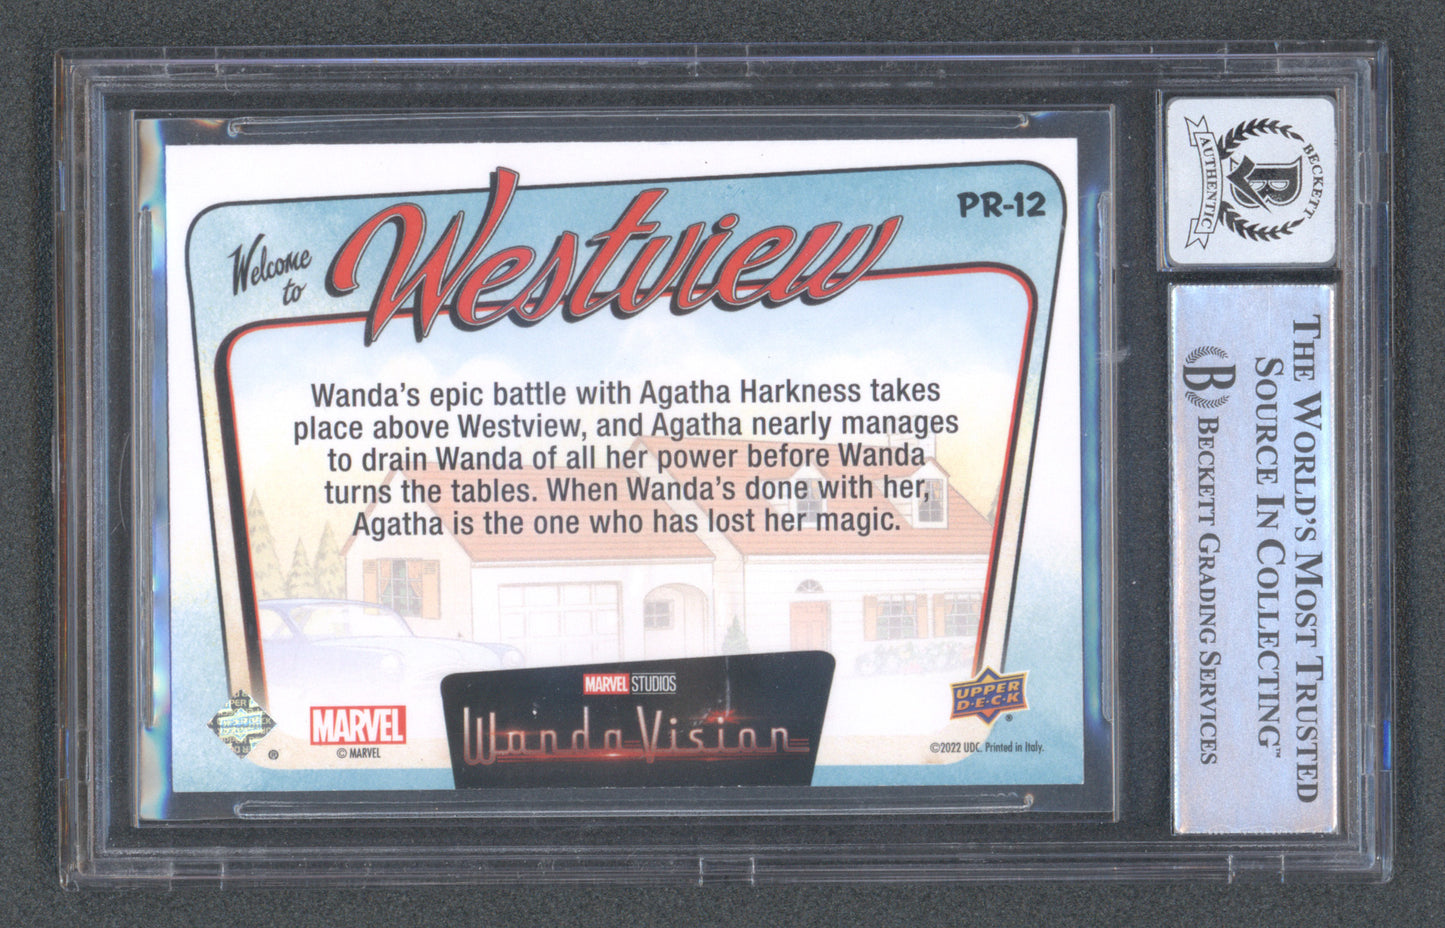 PR-12
Welcome
to
Westview
Wanda's epic battle with Agatha Harkness takes
place above Westview, and Agatha nearly manages
to drain Wanda of all her power before Wanda
turns the tables. When Wanda's done with her,
Agatha is the one who has lost her magic.
MARVEL STUDIOS
WandaVision
MARVEL
© MARVEL
®
UPPER
D·E·C·K
®
©2022 UDC. Printed in Italy.
BECKETT
AUTHENTIC
THE WORLD'S MOST TRUSTED
SOURCE IN COLLECTING™
B BECKETT GRADING SERVICES